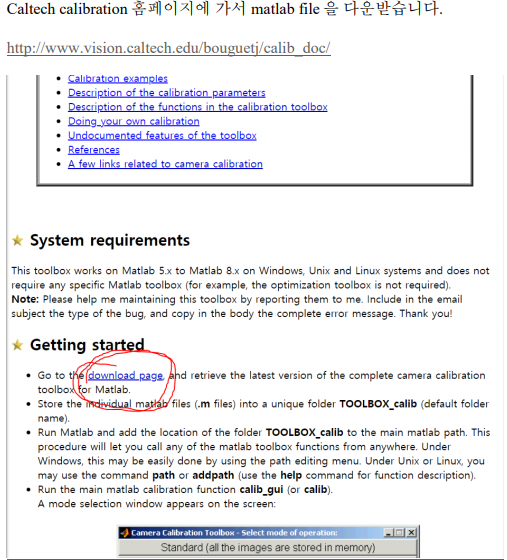 Caltech calibration 홈페이지에 가서 matlab file 을 다운받습니다.
http://www.vision.caltech.edu/bouguetj/calib_doc/
Calibration examples
Description of the calibration parameters
Description of the functions in the calibration toolbox
Doing your own calibration
Undocumented features of the toolbox
References
A few links related to camera calibration
System requirements
This toolbox works on Matlab 5.x to Matlab 8.x on Windows, Unix and Linux systems and does not
require any specific Matlab toolbox (for example, the optimization toolbox is not required).
Note: Please help me maintaining this toolbox by reporting them to me. Include in the email
subject the type of the bug, and copy in the body the complete error message. Thank you!
Getting started
Go to the download page, and retrieve the latest version of the complete camera calibration
toolbox for Matlab.
Store the individual matlab files (.m files) into a unique folder TOOLBOX_calib (default folder
name).
Run Matlab and add the location of the folder TOOLBOX_calib to the main matlab path. This
procedure will let you call any of the matlab toolbox functions from anywhere. Under
Windows, this may be easily done by using the path editing menu. Under Unix or Linux, you
may use the command path or addpath (use the help command for function description).
Run the main matlab calibration function calib_gui (or calib).
A mode selection window appears on the screen:
Camera Calibration Toolbox - Select mode of operation:
Standard (all the images are stored in memory)